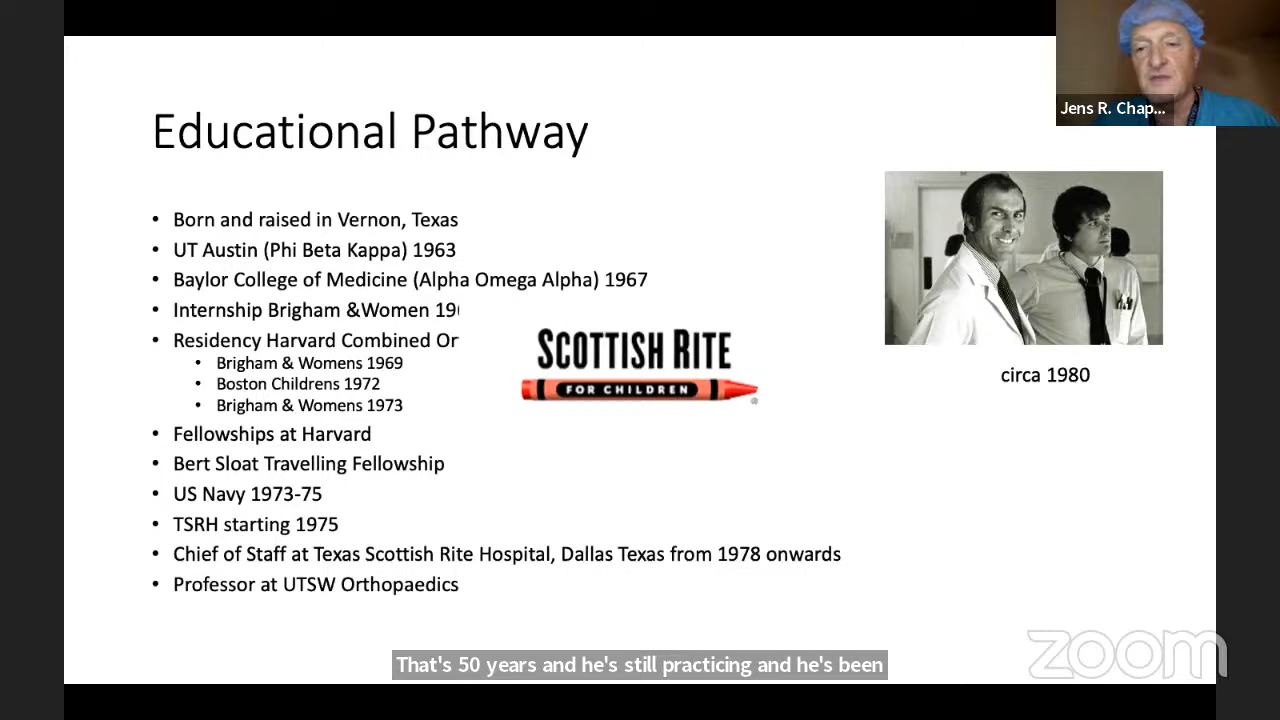 Jens R. Chap...
Educational Pathway
• Born and raised in Vernon, Texas
• UT Austin (Phi Beta Kappa) 1963
• Baylor College of Medicine (Alpha Omega Alpha) 1967
• Internship Brigham &Women 19
• Residency Harvard Combined Or
• Brigham & Womens 1969
• Boston Childrens 1972
• Brigham & Womens 1973
• Fellowships at Harvard
• Bert Sloat Travelling Fellowship
• US Navy 1973-75
• TSRH starting 1975
• Chief of Staff at Texas Scottish Rite Hospital, Dallas Texas from 1978 onwards
• Professor at UTSW Orthopaedics
SCOTTISH RITE
FOR CHILDREN
®
circa 1980
That's 50 years and he's still practicing and he's been
zoom